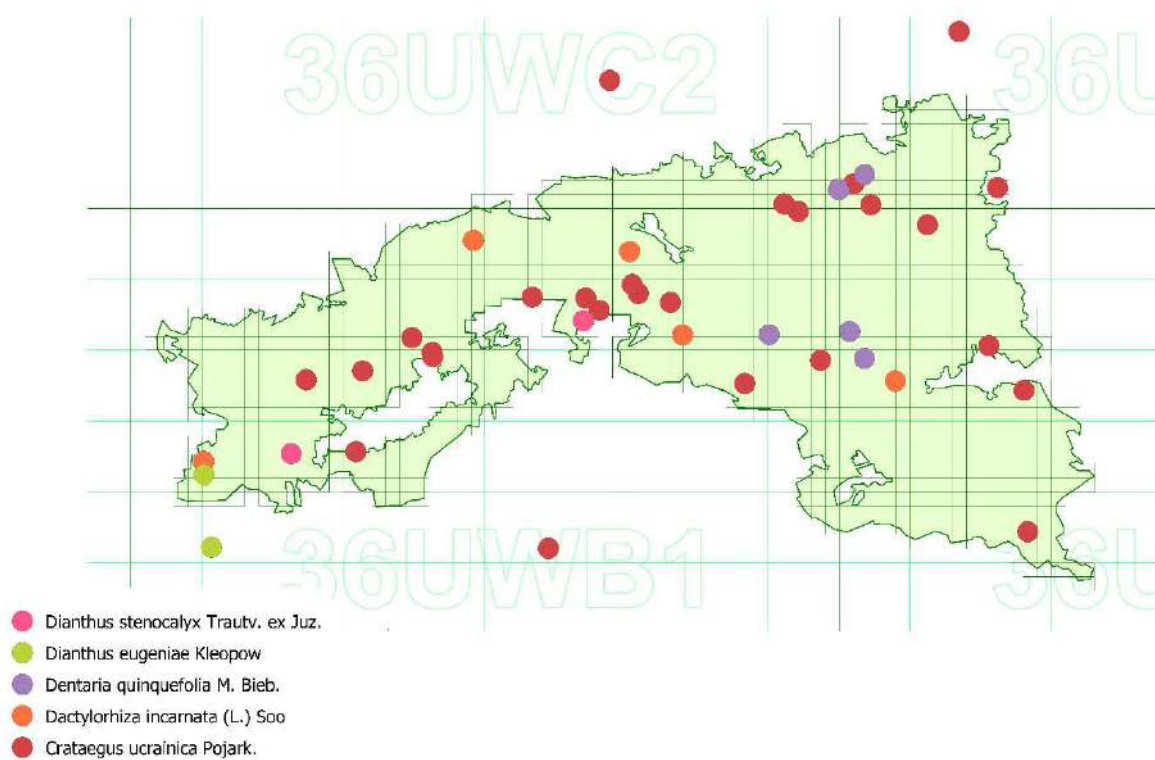 36UWC2
36U
36UWB1
36U
Dianthus stenocalyx Trautv. ex Juz.
Dianthus eugeniae Kleopow
Dentaria quinquefolia M. Bieb.
Dactylorhiza incarnata (L.) Soo
Crataegus ucrainica Pojark.